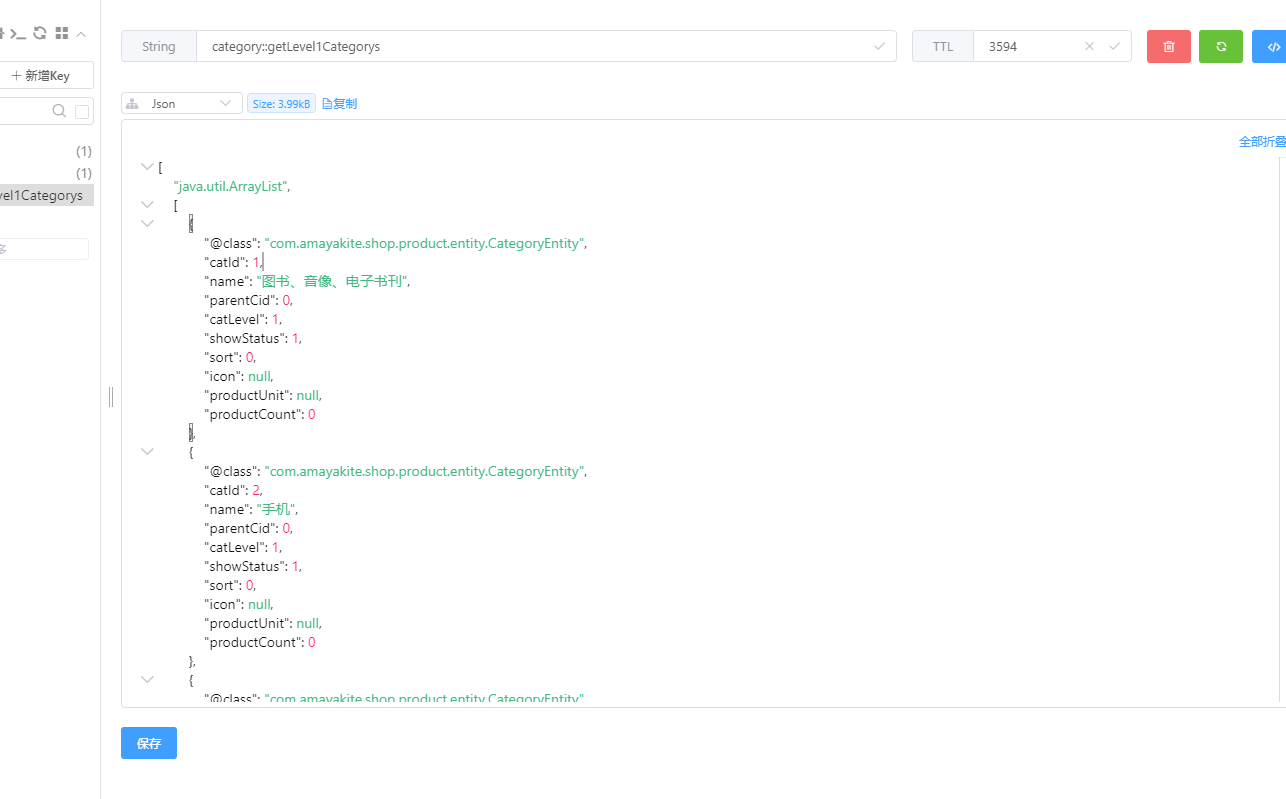 String category::getLevel1Categorys TTL 3594
新增Key
Json Size: 3.99kB 复制
全部折叠
(1)
(1)
vel1Categorys
多
[
"java.util.ArrayList",
[
{
"@class": "com.amayakite.shop.product.entity.CategoryEntity",
"catId": 1,
"name": "图书、音像、电子书刊",
"parentCid": 0,
"catLevel": 1,
"showStatus": 1,
"sort": 0,
"icon": null,
"productUnit": null,
"productCount": 0
},
{
"@class": "com.amayakite.shop.product.entity.CategoryEntity",
"catId": 2,
"name": "手机",
"parentCid": 0,
"catLevel": 1,
"showStatus": 1,
"sort": 0,
"icon": null,
"productUnit": null,
"productCount": 0
},
{
"@class": "com.amayakite.shop.product.entity.CategoryEntity"
保存